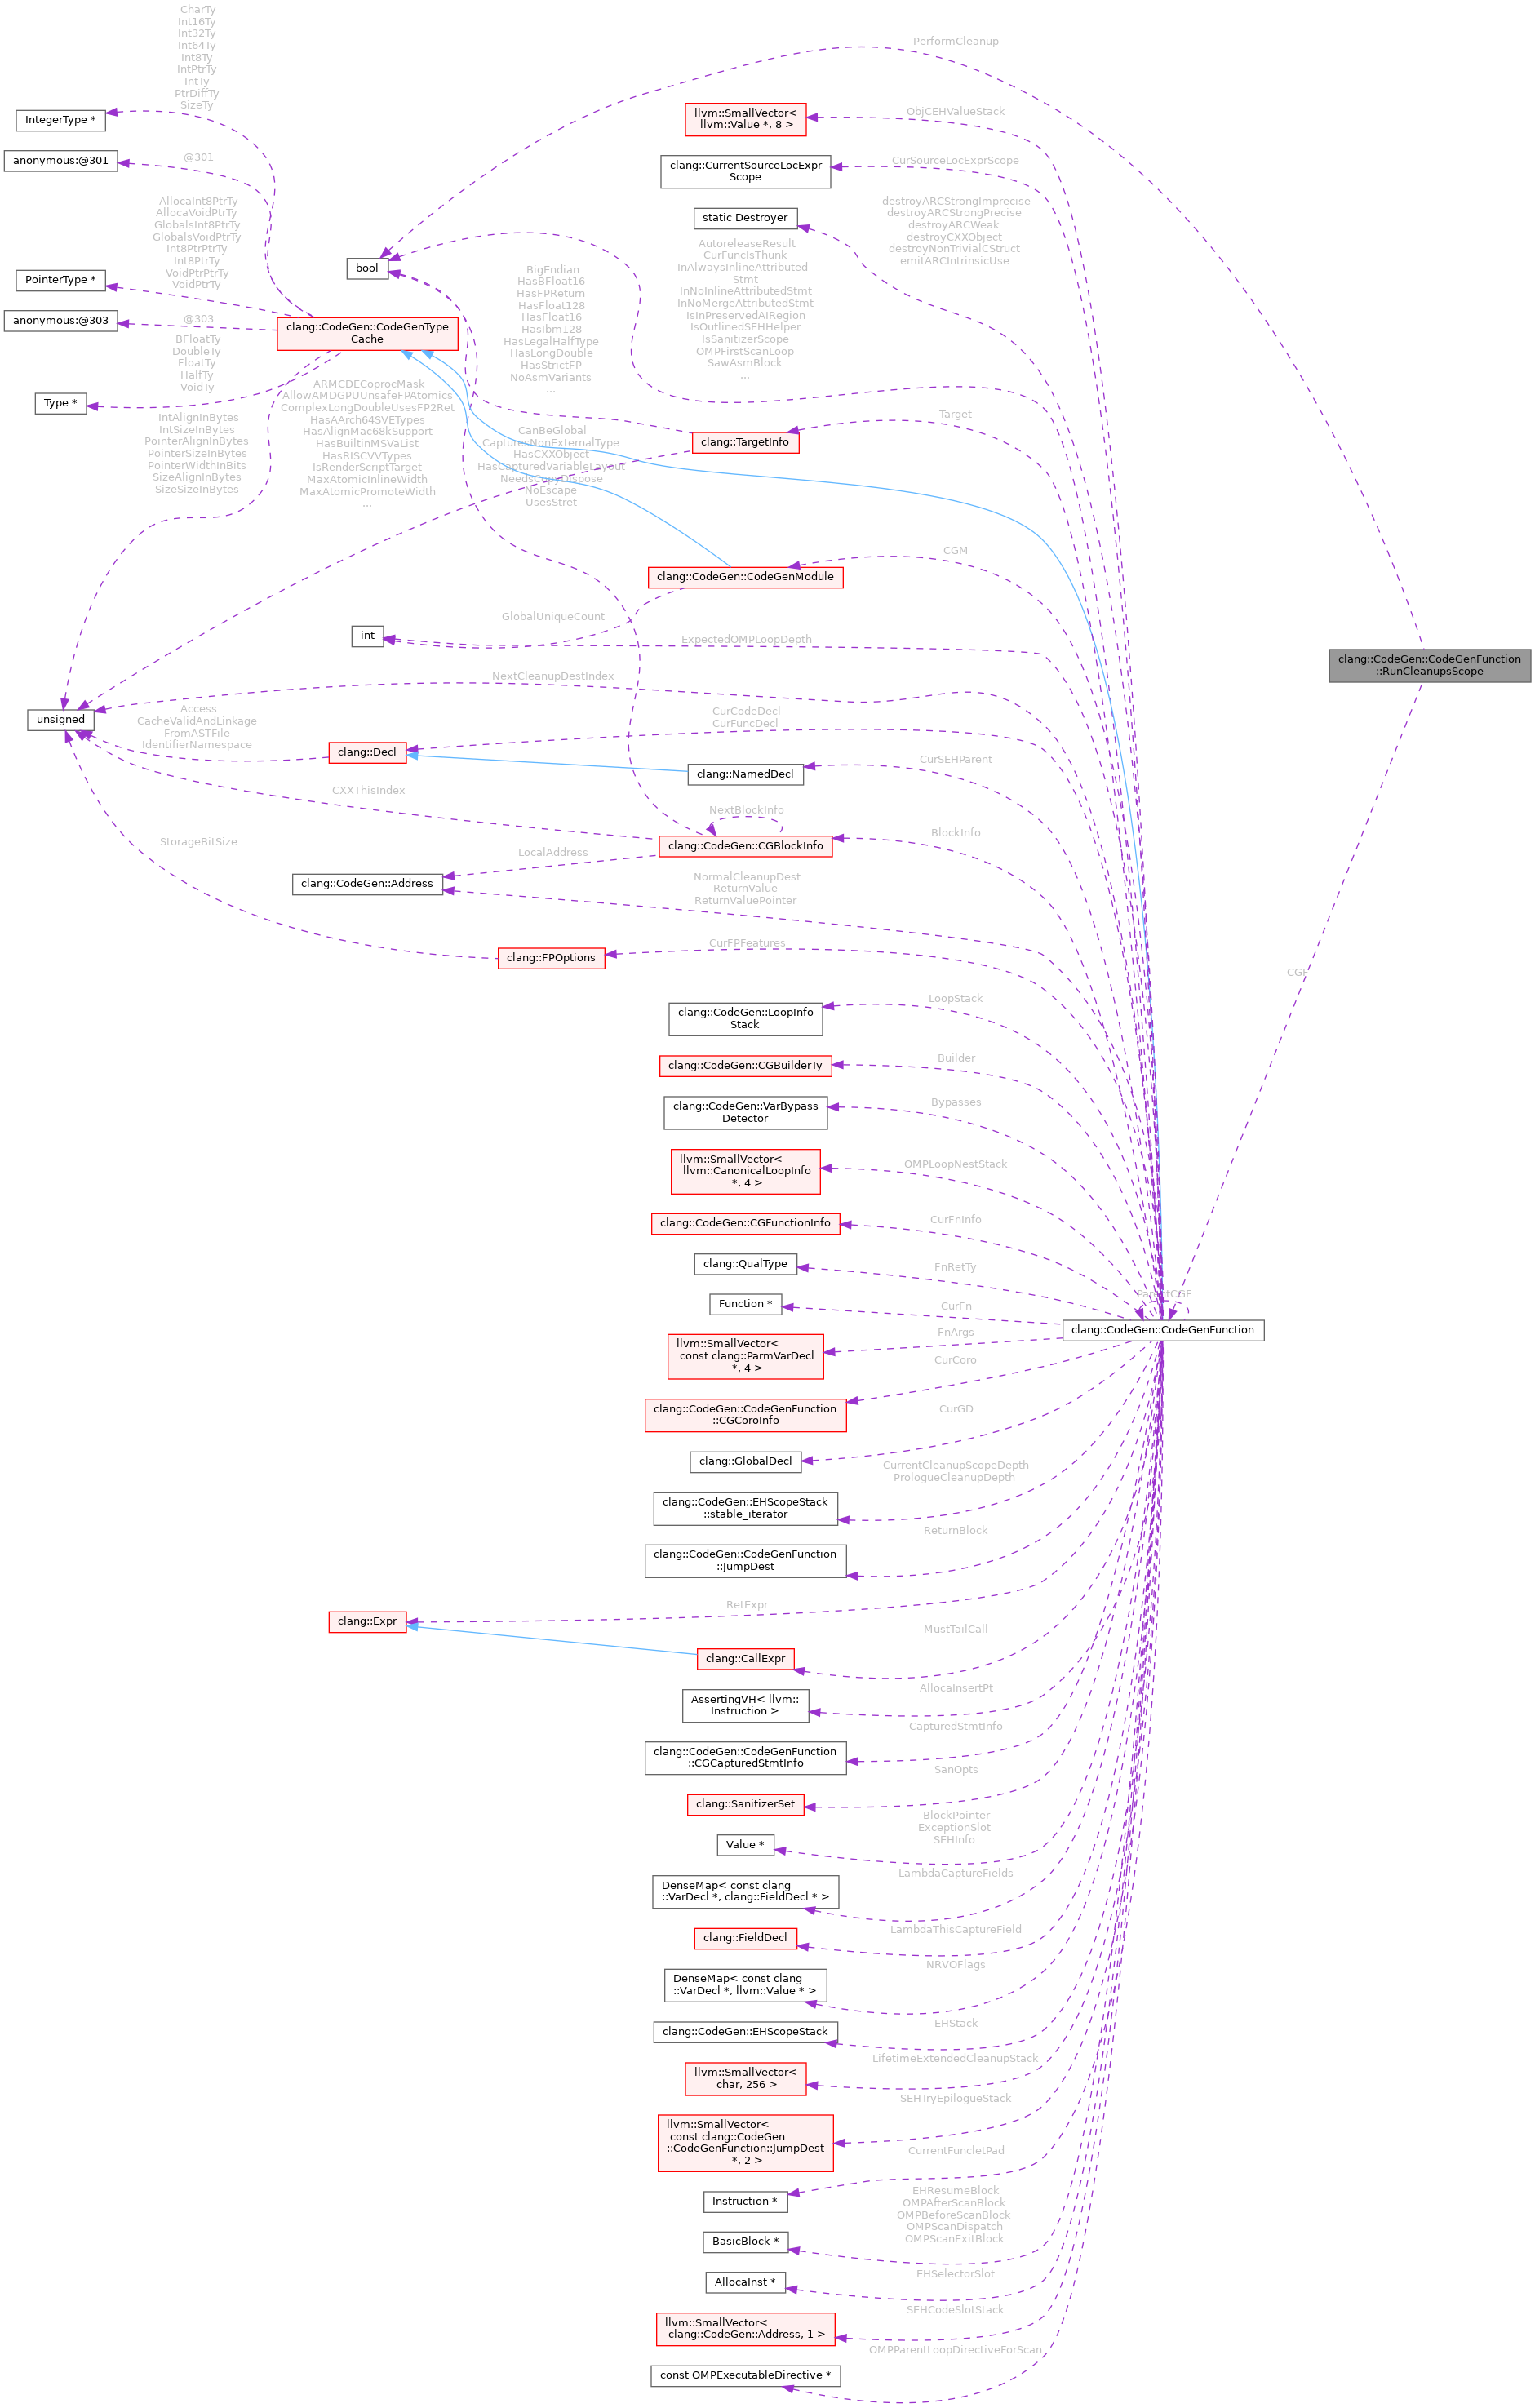 CharTy
Int16Ty
Int32Ty
Int64Ty
Int8Ty
IntPtrTy
IntTy
PtrDiffTy
SizeTy
PerformCleanup
IntegerType *
llvm::SmallVector<
llvm::Value *, 8 >
ObjCEHValueStack
anonymous:@301
@301
clang::CurrentSourceLocExpr
Scope
CurSourceLocExprScope
AllocaInt8PtrTy
AllocaVoidPtrTy
GlobalsInt8PtrTy
GlobalsVoidPtrTy
Int8PtrPtrTy
Int8PtrTy
VoidPtrPtrTy
VoidPtrTy
static Destroyer
destroyARCStrongImprecise
destroyARCStrongPrecise
destroyARCWeak
destroyCXXObject
destroyNonTrivialCStruct
emitARCIntrinsicUse
PointerType *
bool
BigEndian
HasBFloat16
HasFPReturn
HasFloat128
HasFloat16
HasIbm128
HasLegalHalfType
HasLongDouble
HasStrictFP
NoAsmVariants
...
AutoreleaseResult
CurFuncIsThunk
InAlwaysInlineAttributed
Stmt
InNoInlineAttributedStmt
InNoMergeAttributedStmt
IsInPreservedAIRegion
IsOutlinedSEHHelper
IsSanitizerScope
OMPFirstScanLoop
SawAsmBlock
...
anonymous:@303
@303
clang::CodeGen::CodeGenType
Cache
BFloatTy
DoubleTy
FloatTy
HalfTy
VoidTy
Type *
IntAlignInBytes
IntSizeInBytes
PointerAlignInBytes
PointerSizeInBytes
PointerWidthInBits
SizeAlignInBytes
SizeSizeInBytes
ARMCDECoprocMask
AllowAMDGPUUnsafeFPAtomics
ComplexLongDoubleUsesFP2Ret
HasAArch64SVETypes
HasAlignMac68kSupport
HasBuiltinMSVaList
HasRISCVVTypes
IsRenderScriptTarget
MaxAtomicInlineWidth
MaxAtomicPromoteWidth
...
CanBeGlobal
CapturesNonExternalType
HasCXXObject
HasCapturedVariableLayout
NeedsCopyDispose
NoEscape
UsesStret
clang::TargetInfo
Target
clang::CodeGen::CodeGenModule
CGM
int
GlobalUniqueCount
ExpectedOMPLoopDepth
clang::CodeGen::CodeGenFunction
::RunCleanupsScope
NextCleanupDestIndex
unsigned
Access
CacheValidAndLinkage
FromASTFile
IdentifierNamespace
clang::Decl
CurCodeDecl
CurFuncDecl
clang::NamedDecl
CurSEHParent
CXXThisIndex
NextBlockInfo
clang::CodeGen::CGBlockInfo
BlockInfo
StorageBitSize
LocalAddress
clang::CodeGen::Address
NormalCleanupDest
ReturnValue
ReturnValuePointer
clang::FPOptions
CurFPFeatures
CGF
clang::CodeGen::LoopInfo
Stack
LoopStack
clang::CodeGen::CGBuilderTy
Builder
clang::CodeGen::VarBypass
Detector
Bypasses
llvm::SmallVector<
llvm::CanonicalLoopInfo
*, 4 >
OMPLoopNestStack
clang::CodeGen::CGFunctionInfo
CurFnInfo
clang::QualType
FnRetTy
Function *
CurFn
ParentCGF
clang::CodeGen::CodeGenFunction
llvm::SmallVector<
const clang::ParmVarDecl
*, 4 >
FnArgs
clang::CodeGen::CodeGenFunction
::CGCoroInfo
CurCoro
clang::GlobalDecl
CurGD
clang::CodeGen::EHScopeStack
::stable_iterator
CurrentCleanupScopeDepth
PrologueCleanupDepth
clang::CodeGen::CodeGenFunction
::JumpDest
ReturnBlock
clang::Expr
RetExpr
clang::CallExpr
MustTailCall
AssertingVH< llvm::
Instruction >
AllocaInsertPt
clang::CodeGen::CodeGenFunction
::CGCapturedStmtInfo
CapturedStmtInfo
clang::SanitizerSet
SanOpts
Value *
BlockPointer
ExceptionSlot
SEHInfo
DenseMap< const clang
::VarDecl *, clang::FieldDecl * >
LambdaCaptureFields
clang::FieldDecl
LambdaThisCaptureField
DenseMap< const clang
::VarDecl *, llvm::Value * >
NRVOFlags
clang::CodeGen::EHScopeStack
EHStack
llvm::SmallVector<
char, 256 >
LifetimeExtendedCleanupStack
llvm::SmallVector<
const clang::CodeGen
::CodeGenFunction::JumpDest
*, 2 >
SEHTryEpilogueStack
Instruction *
CurrentFuncletPad
BasicBlock *
EHResumeBlock
OMPAfterScanBlock
OMPBeforeScanBlock
OMPScanDispatch
OMPScanExitBlock
AllocaInst *
EHSelectorSlot
llvm::SmallVector<
clang::CodeGen::Address, 1 >
SEHCodeSlotStack
const OMPExecutableDirective *
OMPParentLoopDirectiveForScan